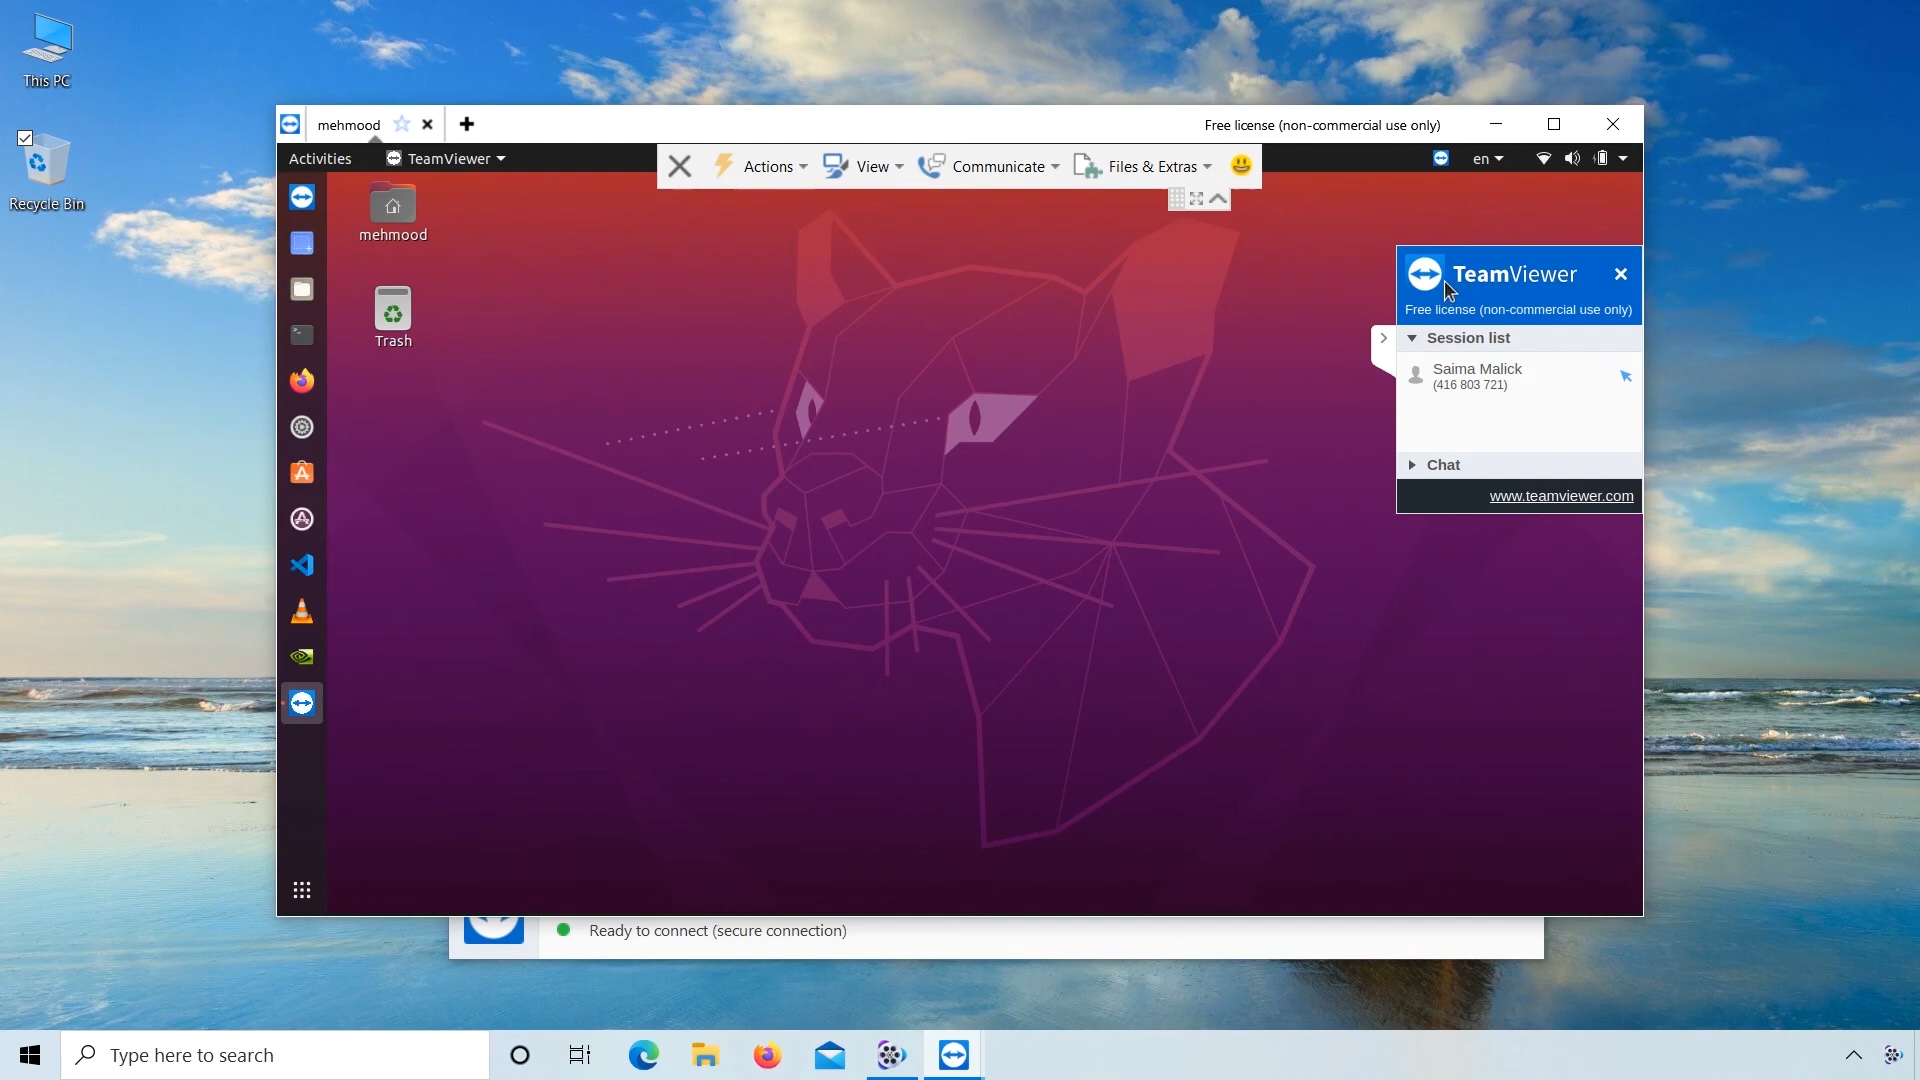 This PC
Recycle Bin
mehmood
Free license (non-commercial use only)
Activities
TeamViewer
Actions
View
Communicate
Files & Extras
en
mehmood
Trash
TeamViewer
Free license (non-commercial use only)
Session list
Saima Malick
(416 803 721)
Chat
www.teamviewer.com
Ready to connect (secure connection)
Type here to search